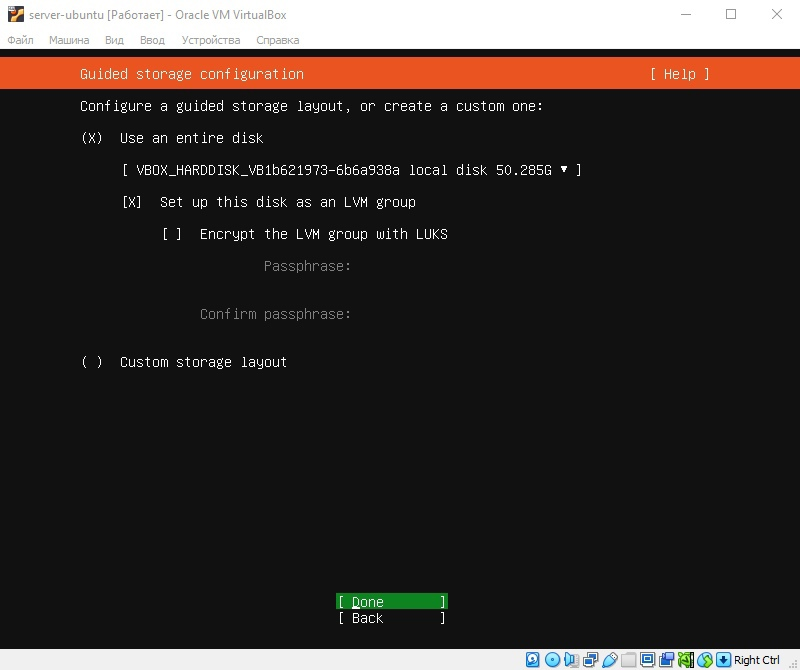 server-ubuntu [Работает] - Oracle VM VirtualBox
Файл Машина Вид Ввод Устройства Справка
Guided storage configuration [ Help ]
Configure a guided storage layout, or create a custom one:
(X) Use an entire disk
[ VBOX_HARDDISK_VB1b621973-6b6a938a local disk 50.285G ▾ ]
[X] Set up this disk as an LVM group
[ ] Encrypt the LVM group with LUKS
Passphrase:
Confirm passphrase:
( ) Custom storage layout
[ Done ]
[ Back ]
Right Ctrl